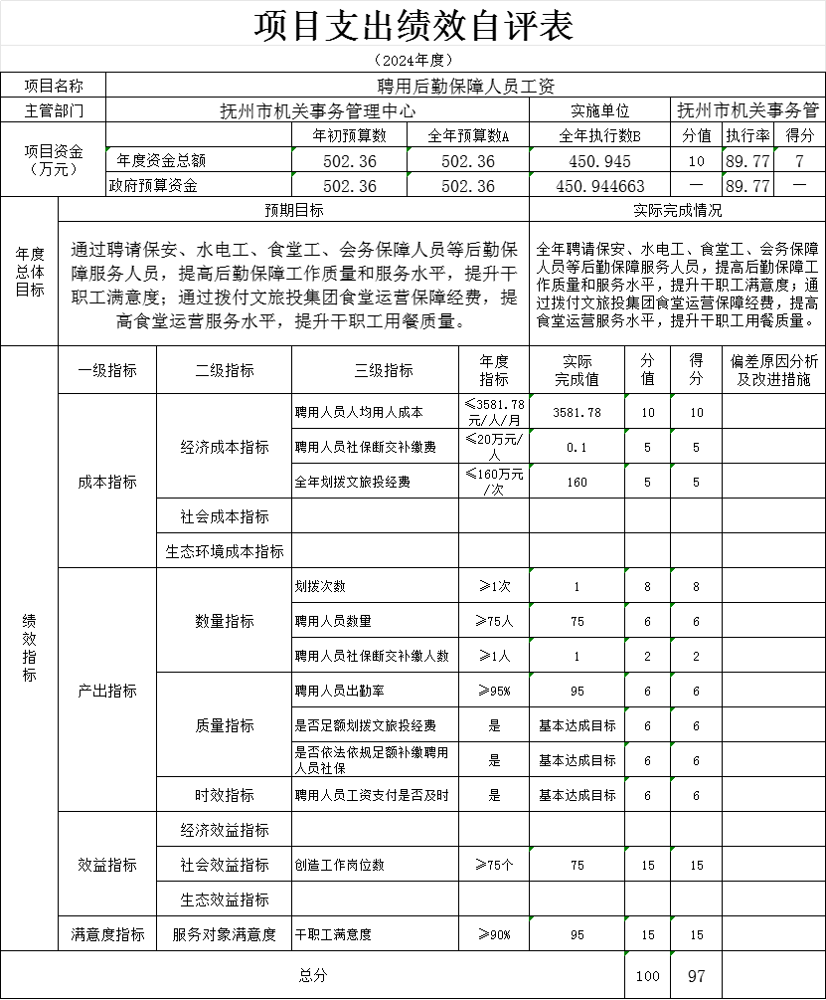 项目支出绩效自评表
（2024年度）
项目名称 聘用后勤保障人员工资
主管部门 抚州市机关事务管理中心 实施单位 抚州市机关事务管
项目资金
（万元）
年初预算数 全年预算数A 全年执行数B 分值 执行率 得分
年度资金总额 502.36 502.36 450.945 10 89.77 7
政府预算资金 502.36 502.36 450.944663 — 89.77 —
年度
总体
目标
预期目标 实际完成情况
通过聘请保安、水电工、食堂工、会务保障人员等后勤保
障服务人员，提高后勤保障工作质量和服务水平，提升干
职工满意度；通过拨付文旅投集团食堂运营保障经费，提
高食堂运营服务水平，提升干职工用餐质量。
全年聘请保安、水电工、食堂工、会务保障
人员等后勤保障服务人员，提高后勤保障工
作质量和服务水平，提升干职工满意度；通
过拨付文旅投集团食堂运营保障经费，提高
食堂运营服务水平，提升干职工用餐质量。
绩
效
指
标
一级指标 二级指标 三级指标 年度
指标 实际
完成值 分
值 得
分 偏差原因分析
及改进措施
成本指标 经济成本指标 聘用人员人均用人成本 ≤3581.78
元/人/月 3581.78 10 10
聘用人员社保断交补缴费 ≤20万元/
人 0.1 5 5
全年划拨文旅投经费 ≤160万元
/次 160 5 5
社会成本指标
生态环境成本指标
产出指标 数量指标 划拨次数 ≥1次 1 8 8
聘用人员数量 ≥75人 75 6 6
聘用人员社保断交补缴人数 ≥1人 1 2 2
质量指标 聘用人员出勤率 ≥95% 95 6 6
是否足额划拨文旅投经费 是 基本达成目标 6 6
是否依法依规足额补缴聘用
人员社保 是 基本达成目标 6 6
时效指标 聘用人员工资支付是否及时 是 基本达成目标 6 6
效益指标 经济效益指标
社会效益指标 创造工作岗位数 ≥75个 75 15 15
生态效益指标
满意度指标 服务对象满意度 干职工满意度 ≥90% 95 15 15
总分 100 97